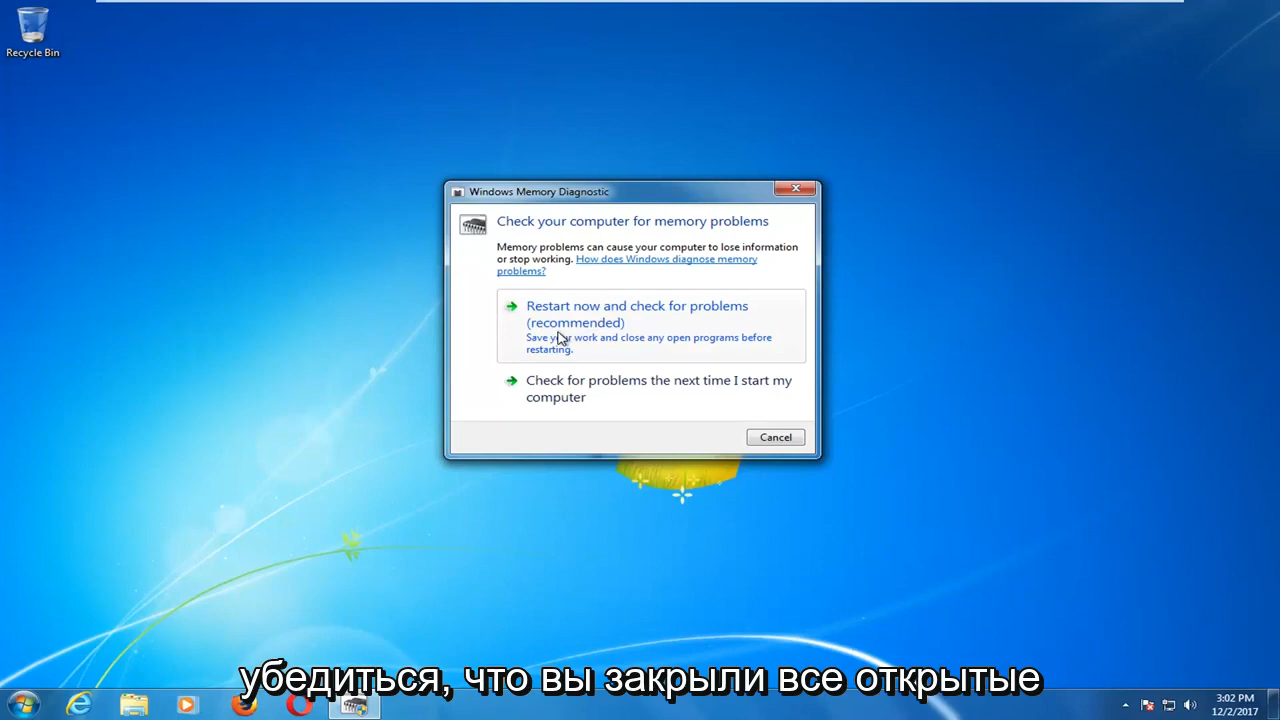 Recycle Bin
Windows Memory Diagnostic
Check your computer for memory problems
Memory problems can cause your computer to lose information
or stop working. How does Windows diagnose memory
problems?
Restart now and check for problems
(recommended)
Save your work and close any open programs before
restarting.
Check for problems the next time I start my
computer
Cancel
убедиться, что вы закрыли все открытые
3:02 PM
12/2/2017